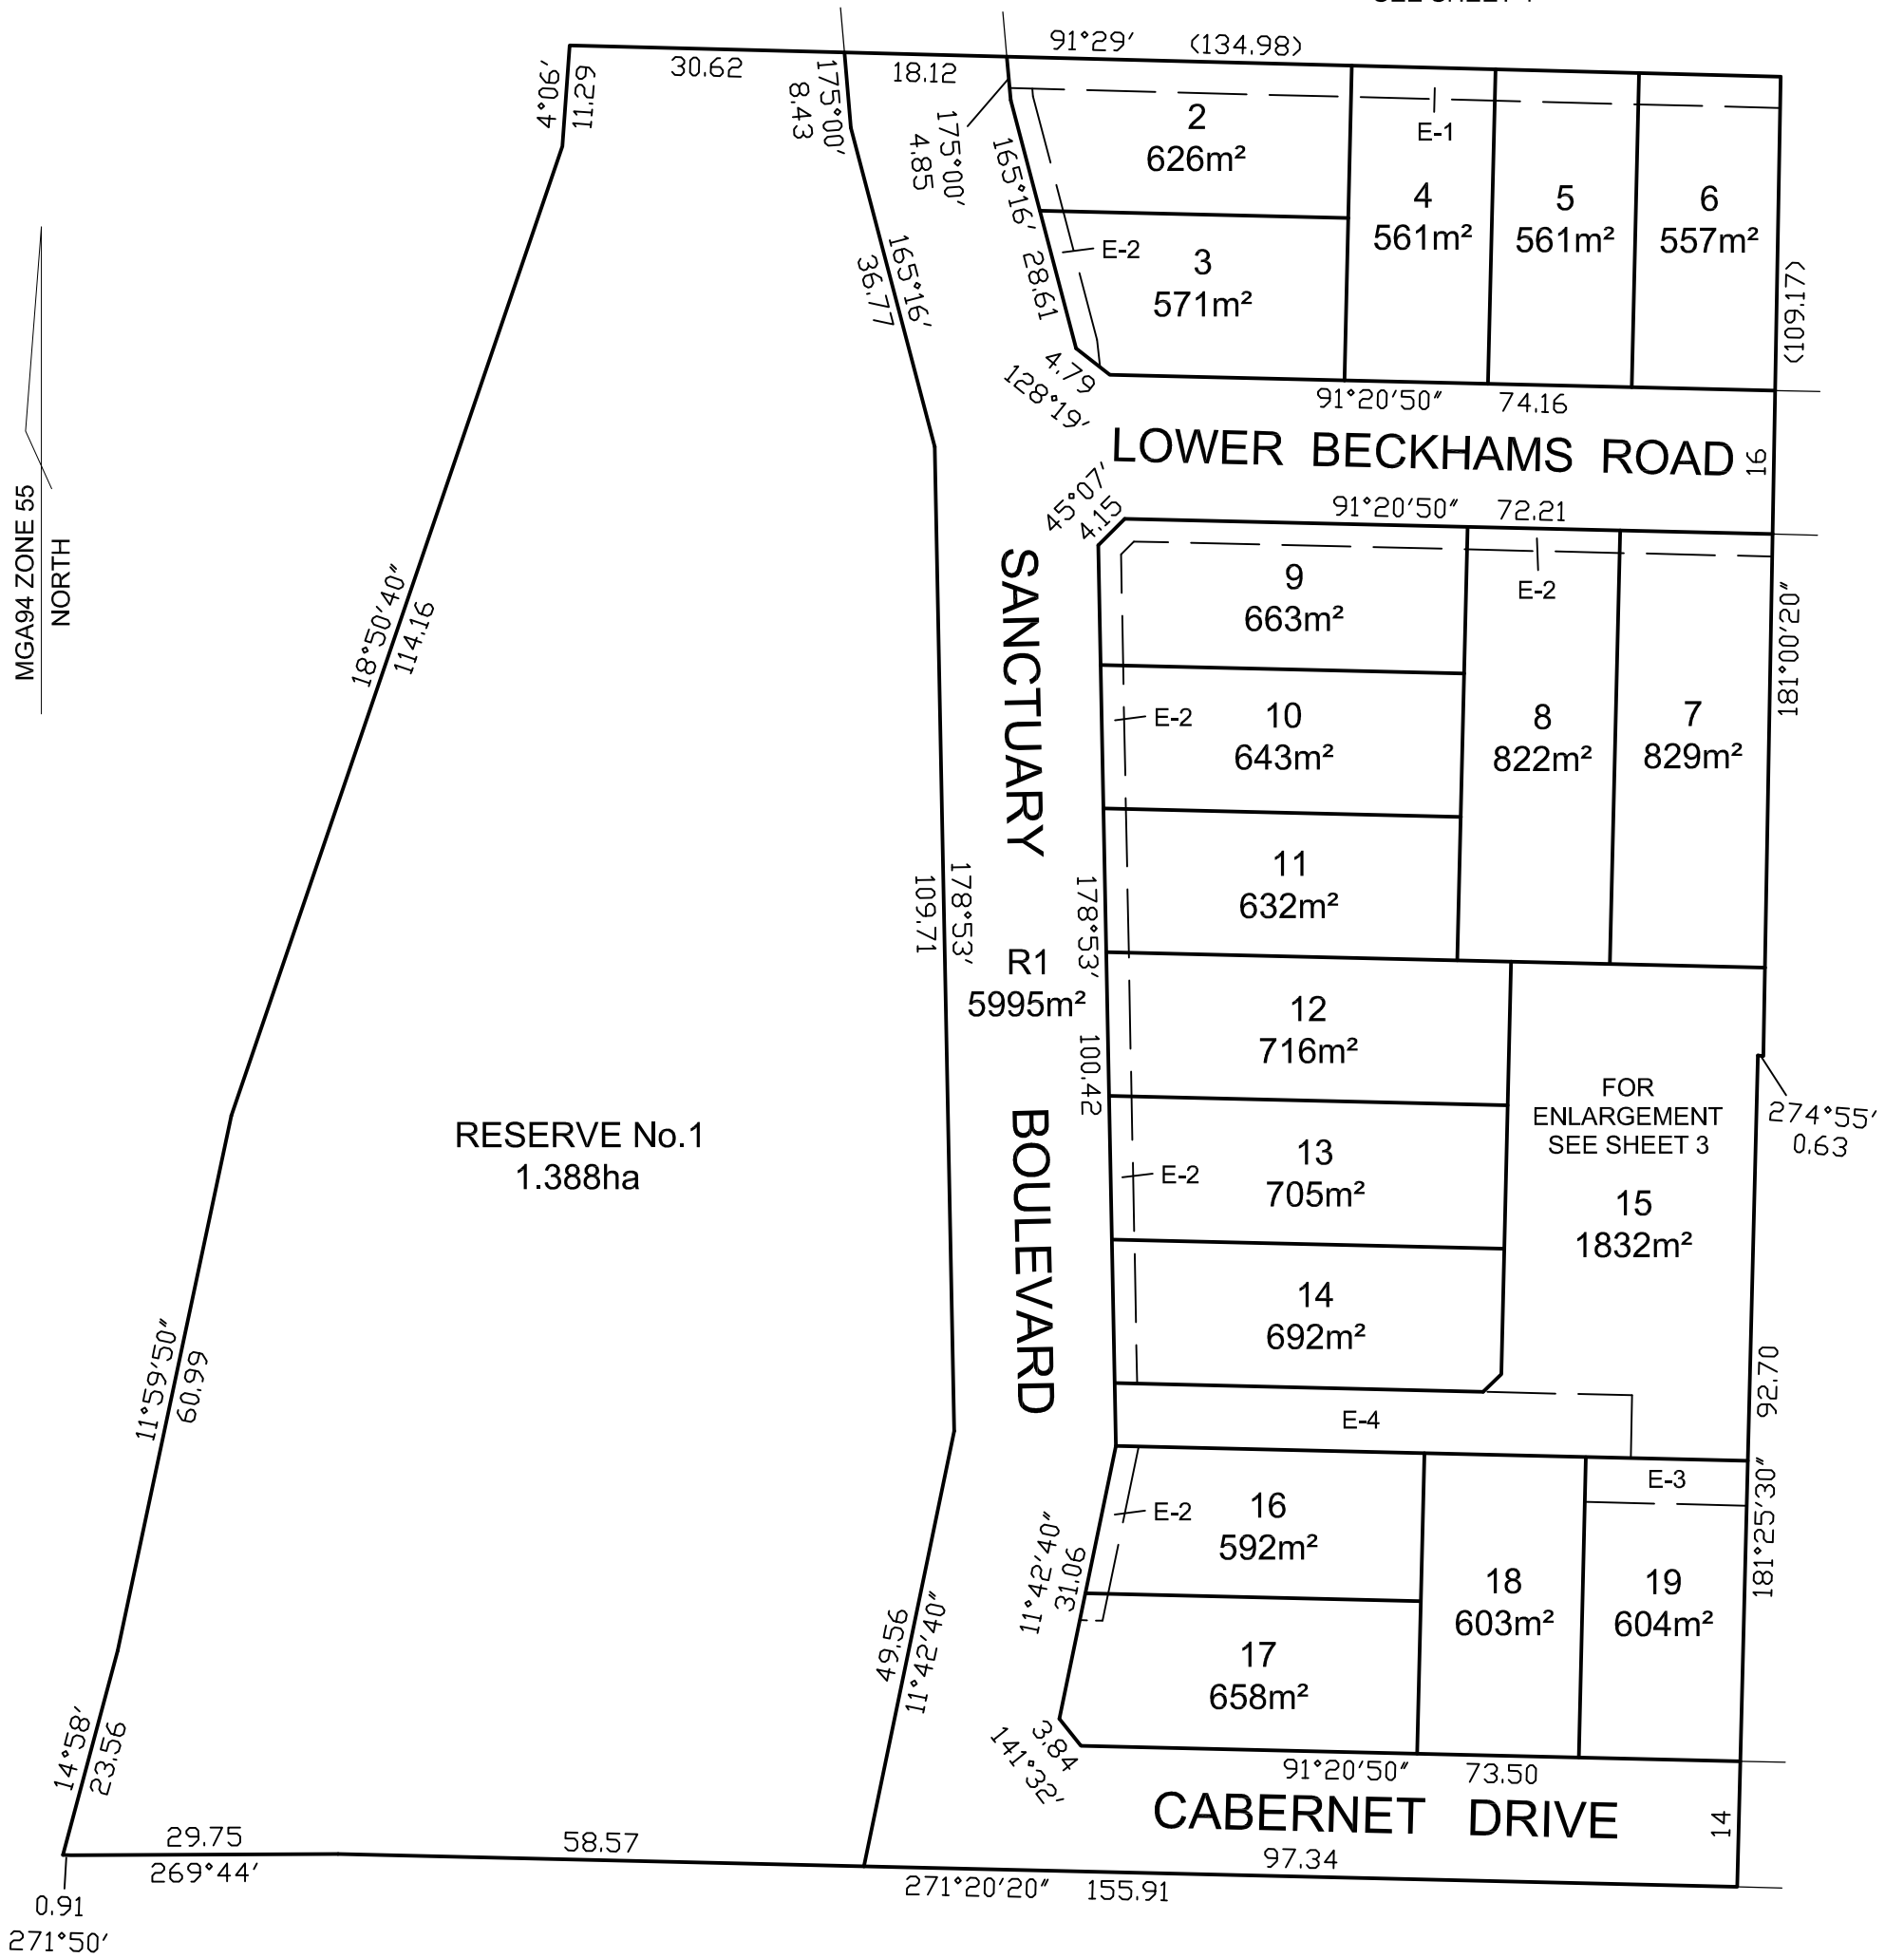 91°29′ (134.98)
30.62
18.12
4°06′
11.29
175°00′
8.43
175°00′
4.85
165°16′
28.61
165°16′
36.77
2
626m²
E-1
4
561m²
5
561m²
6
557m²
E-2
3
571m²
(109.17)
4.79
128°19′
91°20′50″ 74.16
LOWER BECKHAMS ROAD
16
45°07′
4.15
91°20′50″ 72.21
MGA94 ZONE 55
NORTH
18°50′40″
114.16
SANCTUARY
9
663m²
E-2
181°00′20″
E-2
10
643m²
8
822m²
7
829m²
11
632m²
109.71
178°53′
178°53′
100.42
R1
5995m²
12
716m²
FOR
ENLARGEMENT
SEE SHEET 3
274°55′
0.63
RESERVE No.1
1.388ha
BOULEVARD
E-2
13
705m²
15
1832m²
14
692m²
11°59′50″
60.99
92.70
E-4
E-3
181°25′30″
E-2
16
592m²
11°42′40″
31.06
18
603m²
19
604m²
49.56
11°42′40″
17
658m²
14°58′
23.56
3.84
141°32′
91°20′50″ 73.50
CABERNET DRIVE
14
29.75
269°44′
58.57
97.34
271°20′20″ 155.91
0.91
271°50′